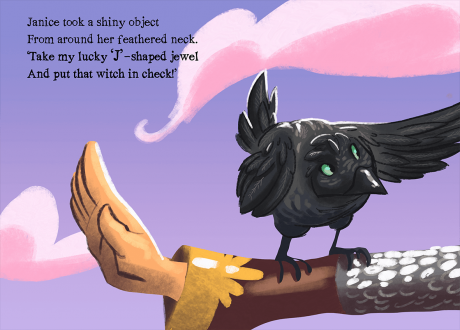 Janice took a shiny object
From around her feathered neck.
‘Take my lucky ‘J’-shaped jewel
And put that witch in check!’